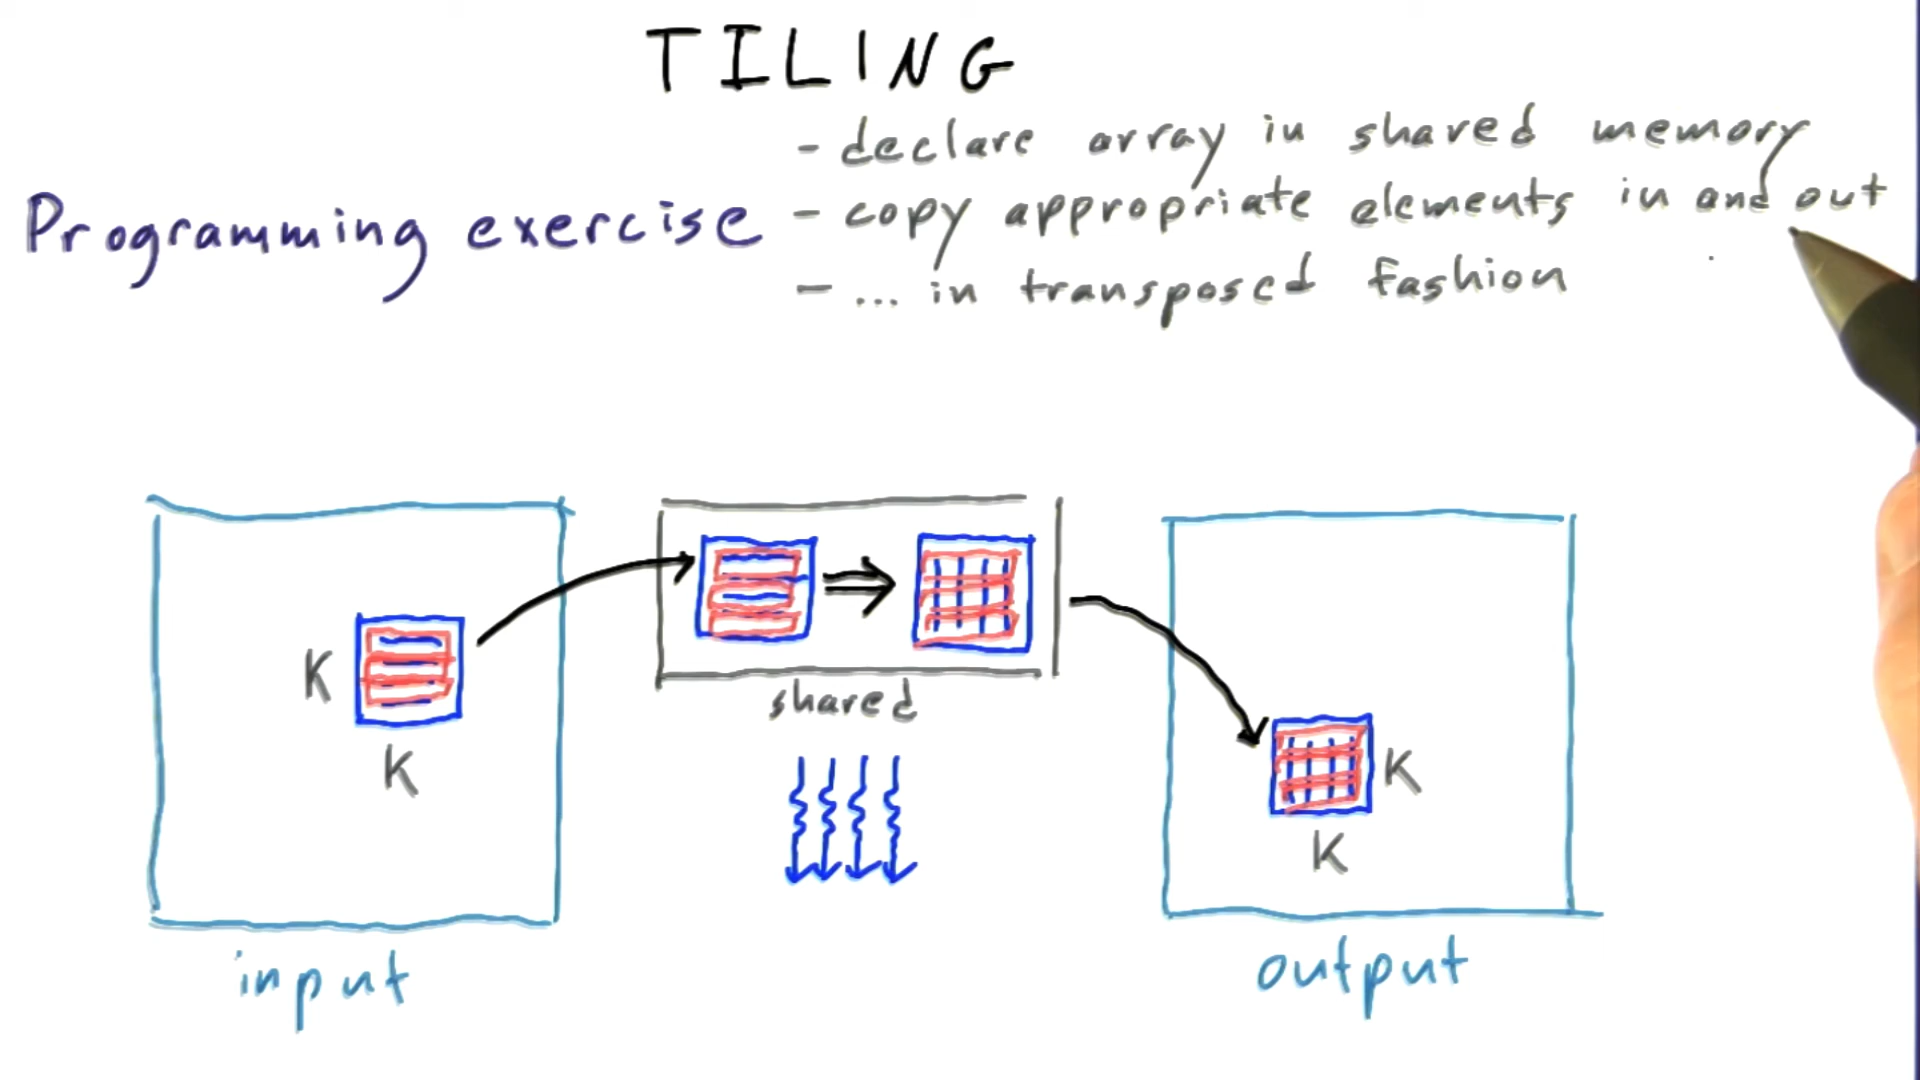 TILING
- declare array in shared memory
Programming exercise
- copy appropriate elements in and out
- ... in transposed fashion
K
K
shared
K
K
input
output